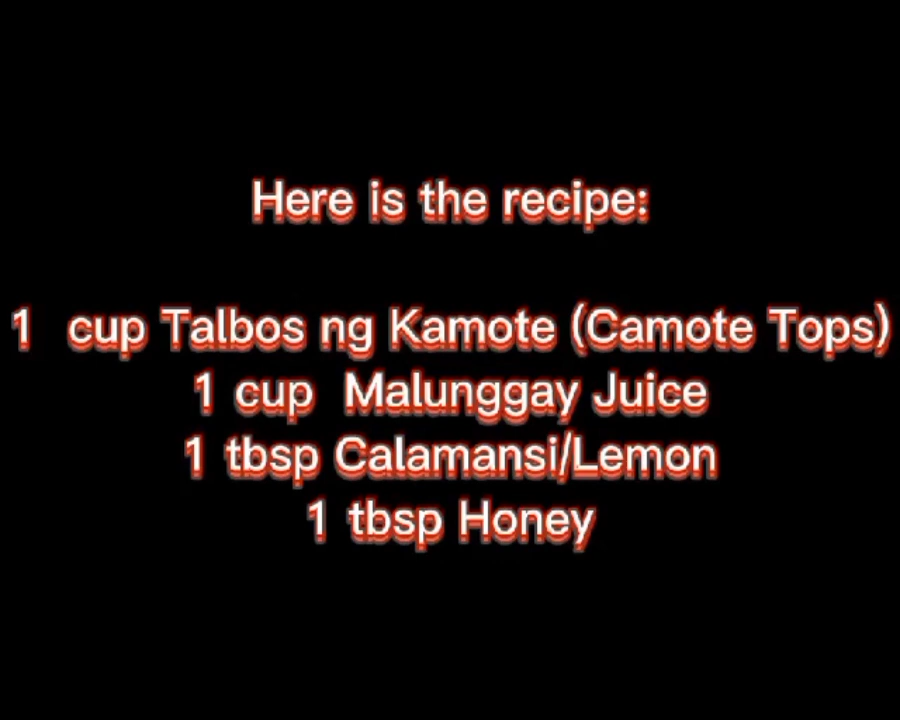 Here is the recipe:
1 cup Talbos ng Kamote (Camote Tops)
1 cup Malunggay Juice
1 tbsp Calamansi/Lemon
1 tbsp Honey